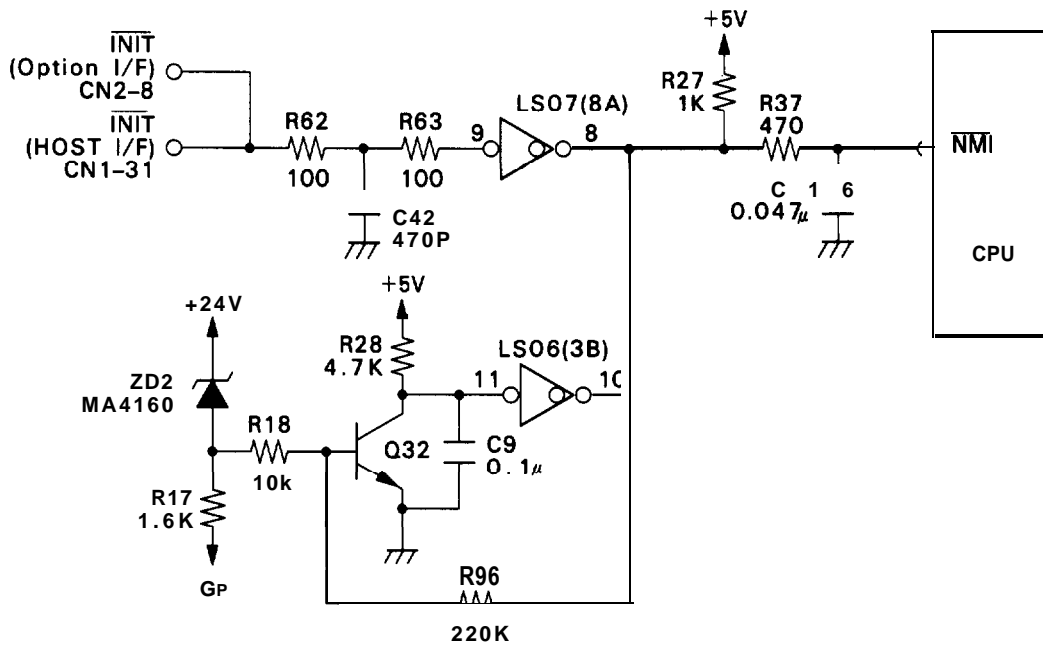 INIT
(Option I/F)
CN2-8
INIT
(HOST I/F)
CN1-31
R62
100
R63
100
C42
470P
9
LS07(8A)
8
+5V
R27
1K
R37
470
C 1 6
0.047μ
NMI
CPU
+5V
R28
4.7K
+24V
ZD2
MA4160
R18
10k
R17
1.6K
GP
Q32
C9
0.1μ
11
LS06(3B)
10
R96
220K